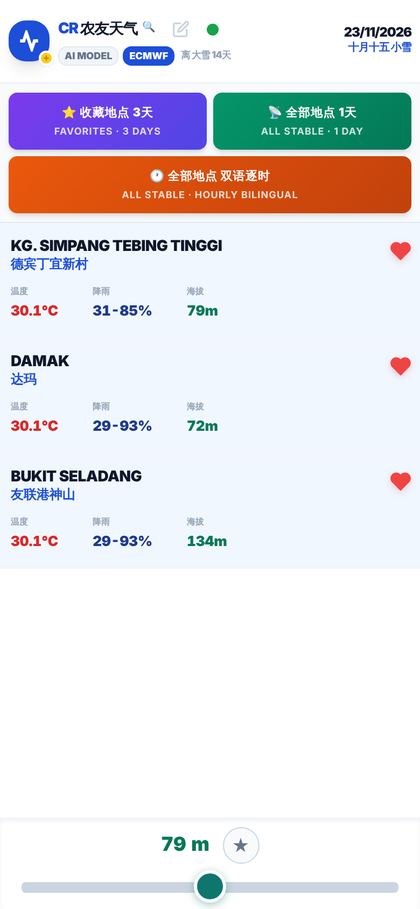 CR农友天气 🔍
23/11/2026
AI MODEL ECMWF 离大雪14天
十月十五小雪
⭐ 收藏地点 3天
FAVORITES · 3 DAYS
📡 全部地点 1天
ALL STABLE · 1 DAY
🕐 全部地点 双语逐时
ALL STABLE · HOURLY BILINGUAL
KG. SIMPANG TEBING TINGGI
德宾丁宜新村
温度 降雨 海拔
30.1°C 31-85% 79m
DAMAK
达玛
温度 降雨 海拔
30.1°C 29-93% 72m
BUKIT SELADANG
友联港神山
温度 降雨 海拔
30.1°C 29-93% 134m
79 m ★